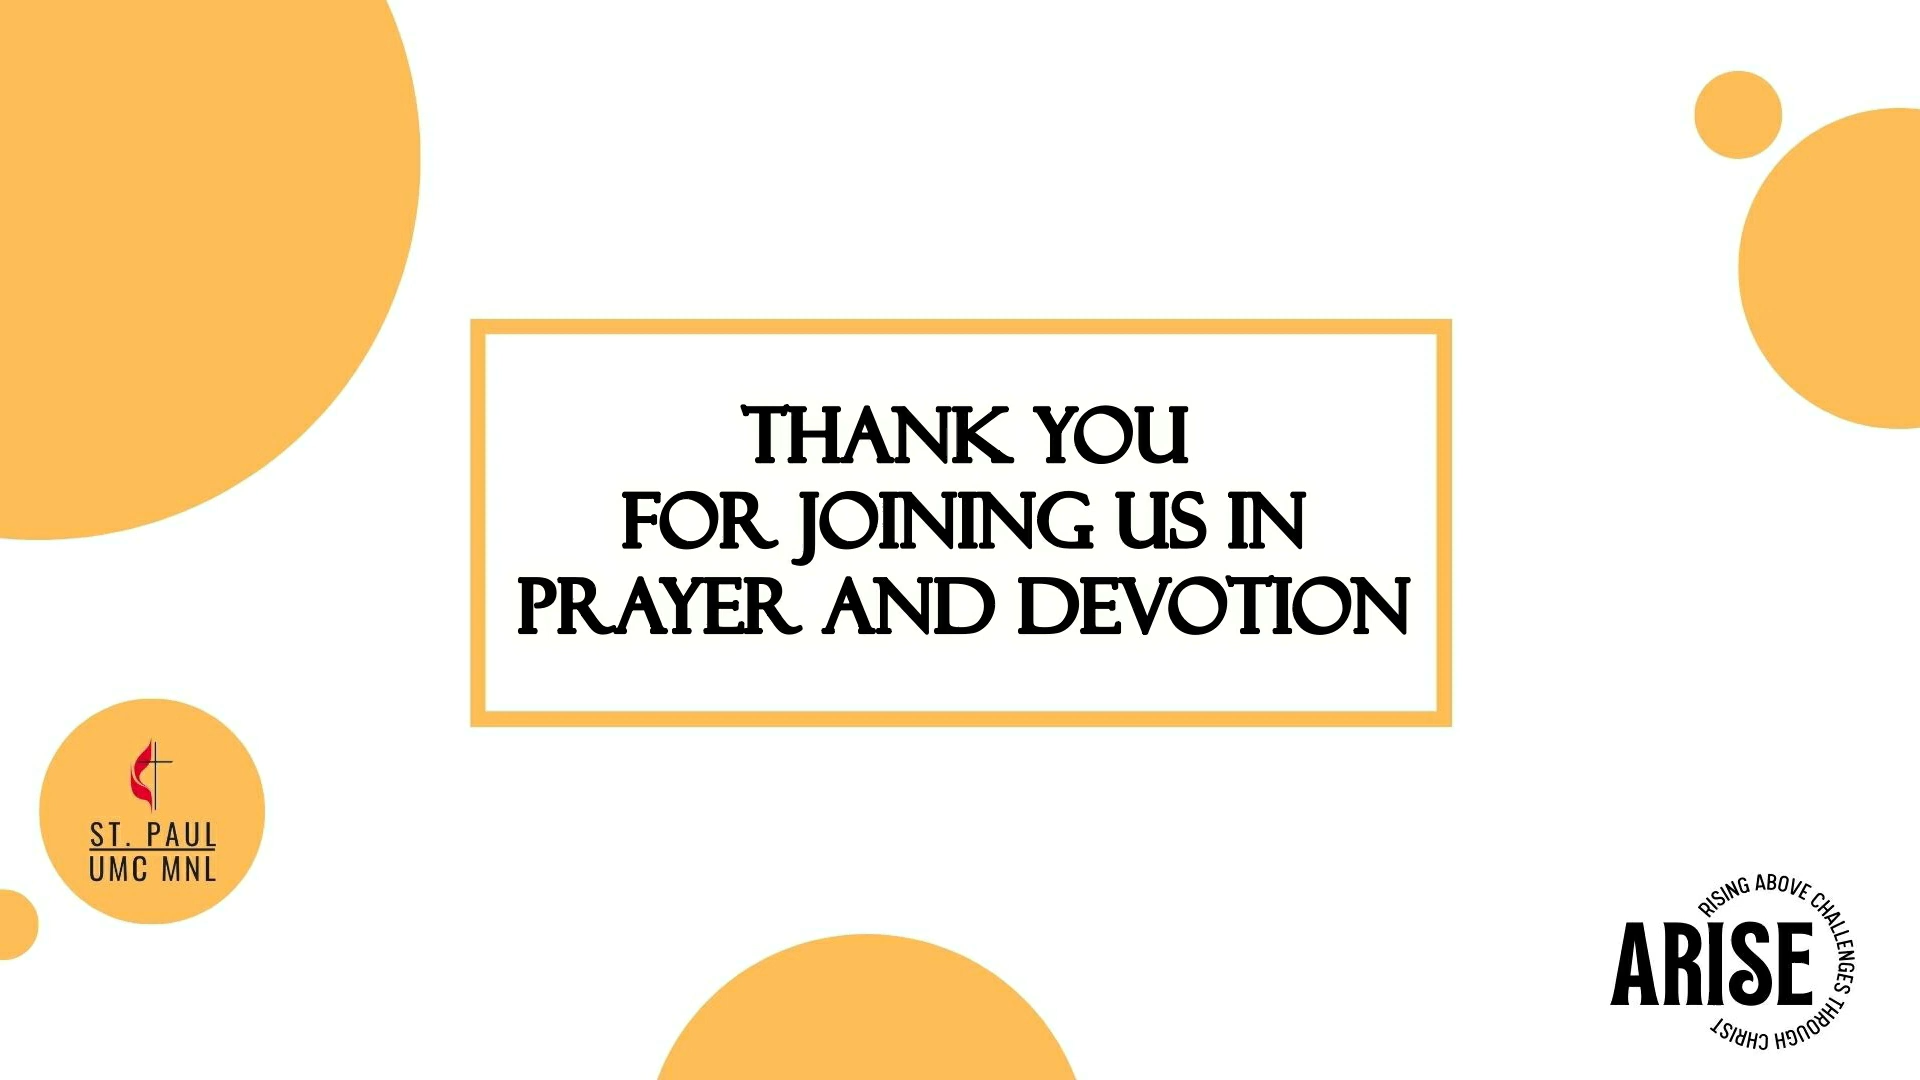 THANK YOU
FOR JOINING US IN
PRAYER AND DEVOTION
ST. PAUL
UMC MNL
ARISE
RISING ABOVE CHALLENGES THROUGH CHRIST